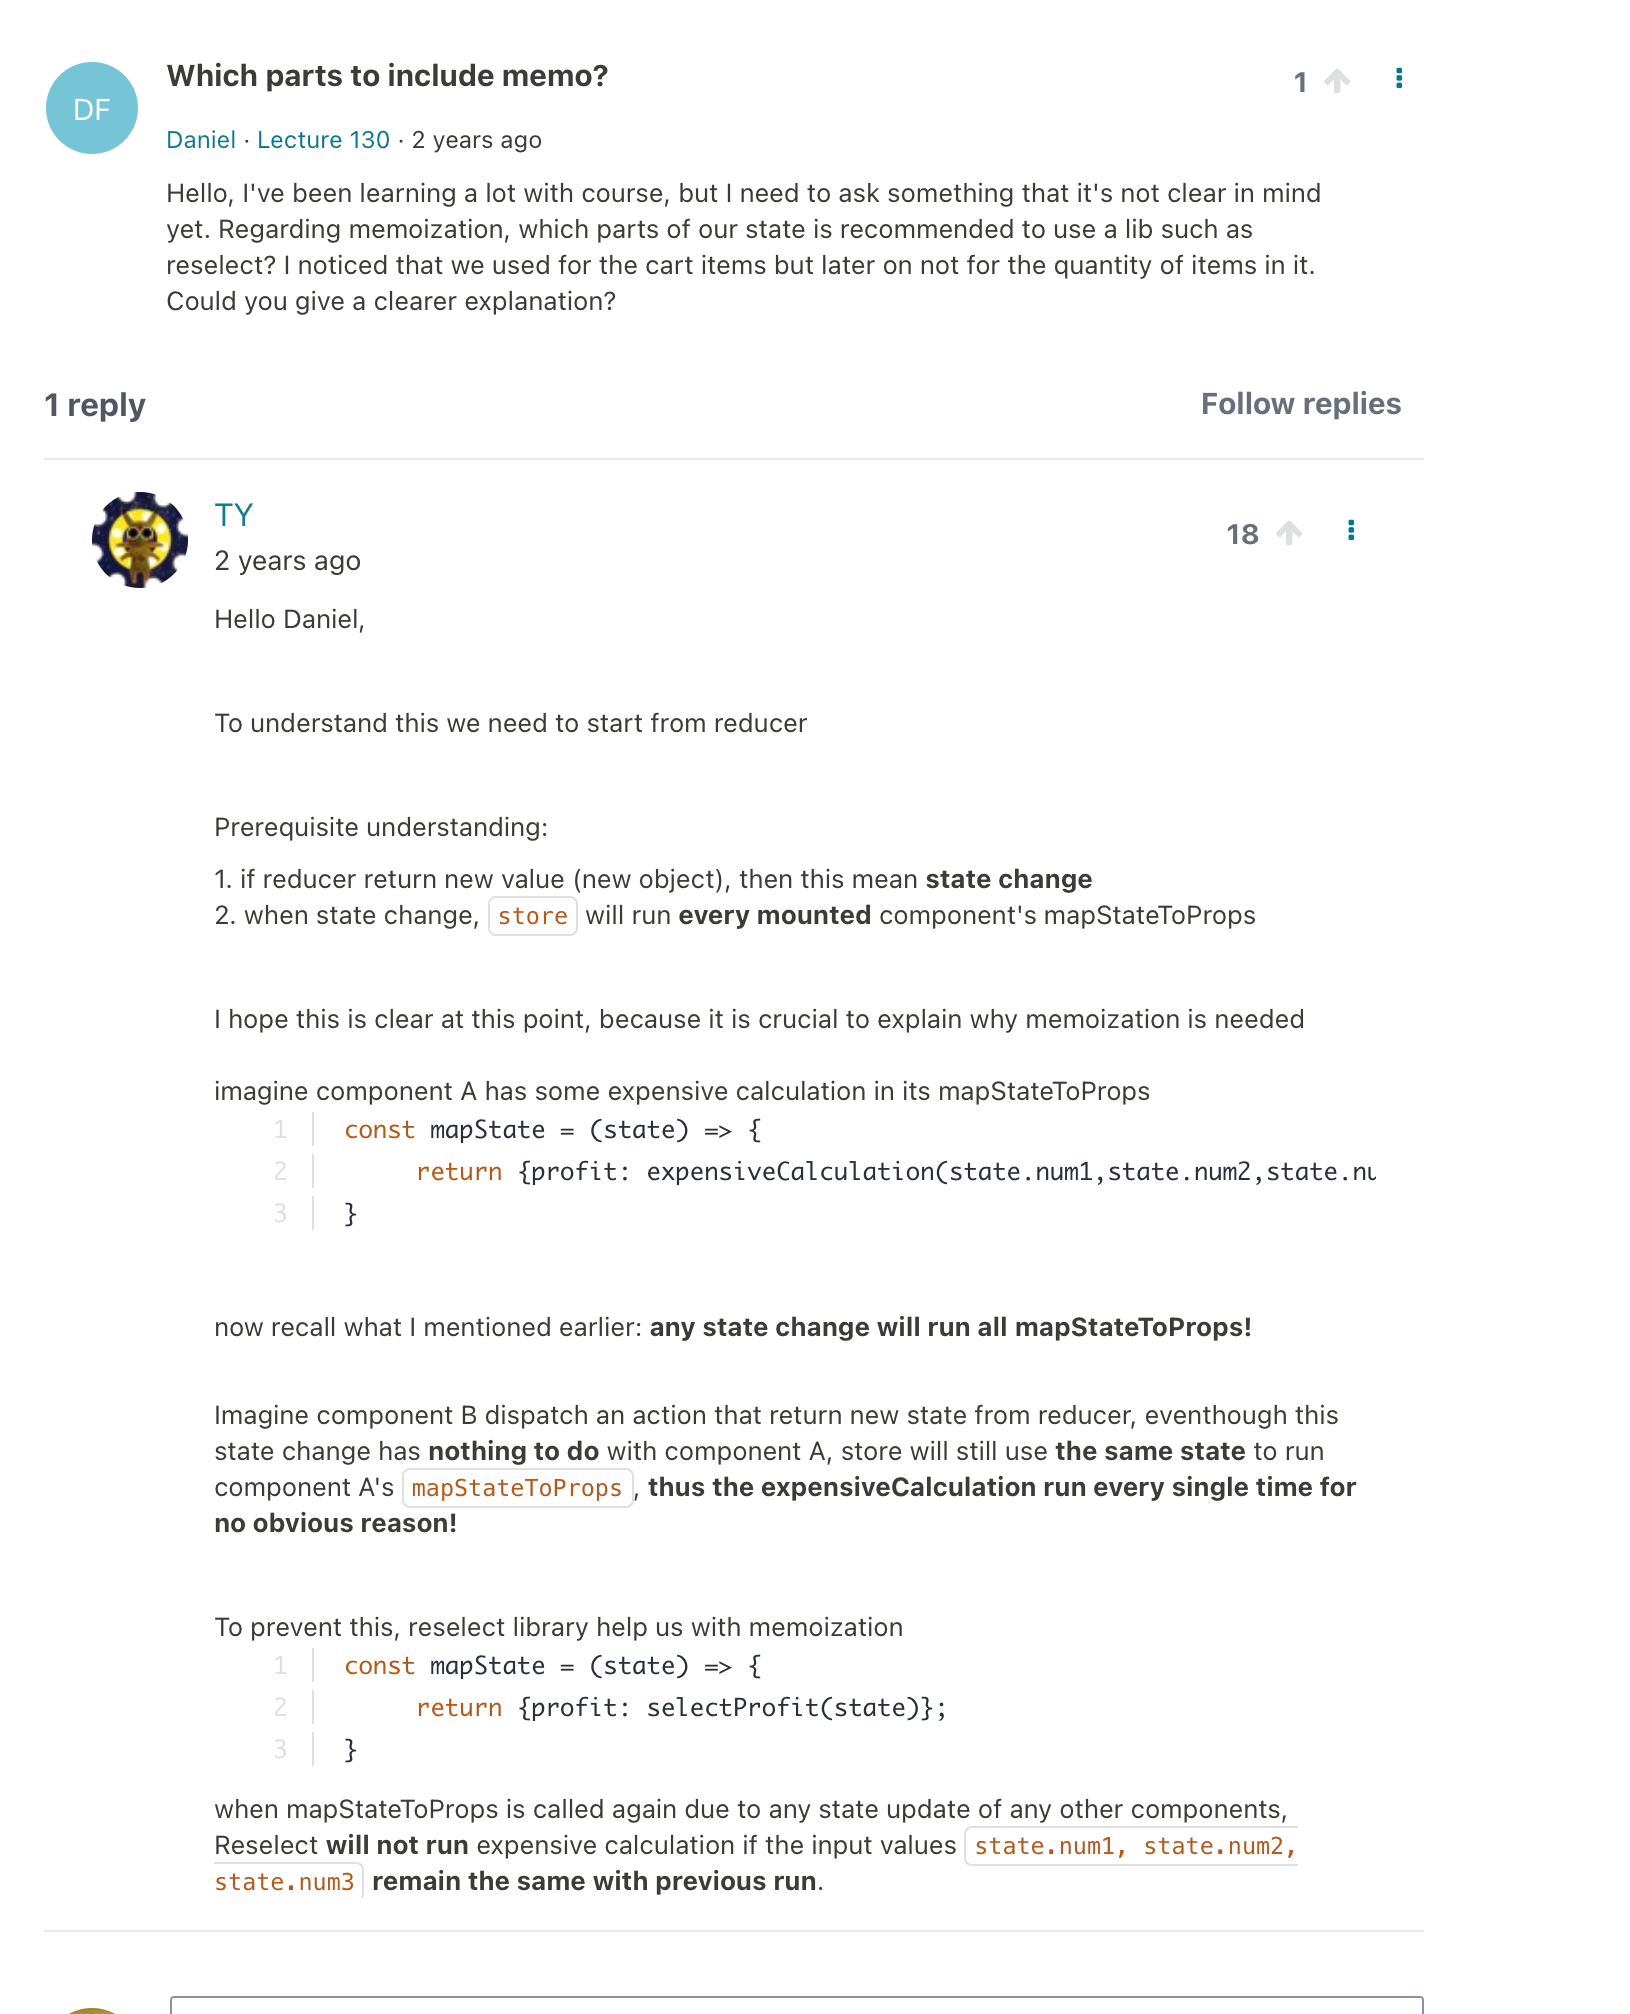 DF
Which parts to include memo?
1
Daniel · Lecture 130 · 2 years ago
Hello, I've been learning a lot with course, but I need to ask something that it's not clear in mind
yet. Regarding memoization, which parts of our state is recommended to use a lib such as
reselect? I noticed that we used for the cart items but later on not for the quantity of items in it.
Could you give a clearer explanation?
1 reply
Follow replies
TY
18
2 years ago
Hello Daniel,
To understand this we need to start from reducer
Prerequisite understanding:
1. if reducer return new value (new object), then this mean state change
2. when state change, store will run every mounted component's mapStateToProps
I hope this is clear at this point, because it is crucial to explain why memoization is needed
imagine component A has some expensive calculation in its mapStateToProps
1 const mapState = (state) => {
2 return {profit: expensiveCalculation(state.num1,state.num2,state.nu
3 }
now recall what I mentioned earlier: any state change will run all mapStateToProps!
Imagine component B dispatch an action that return new state from reducer, eventhough this
state change has nothing to do with component A, store will still use the same state to run
component A's mapStateToProps, thus the expensiveCalculation run every single time for
no obvious reason!
To prevent this, reselect library help us with memoization
1 const mapState = (state) => {
2 return {profit: selectProfit(state)};
3 }
when mapStateToProps is called again due to any state update of any other components,
Reselect will not run expensive calculation if the input values state.num1, state.num2,
state.num3 remain the same with previous run.